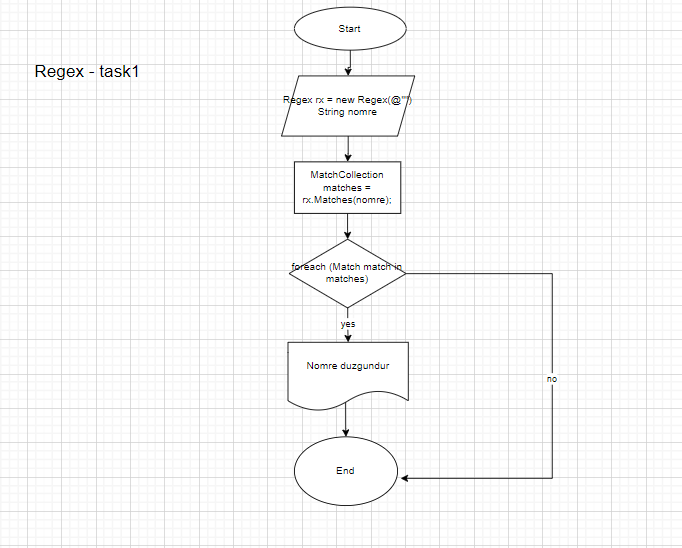 Start
Regex - task1
Regex rx = new Regex(@"")
String nomre
MatchCollection
matches =
rx.Matches(nomre);
foreach (Match match in
matches)
yes
Nomre duzgundur
no
End